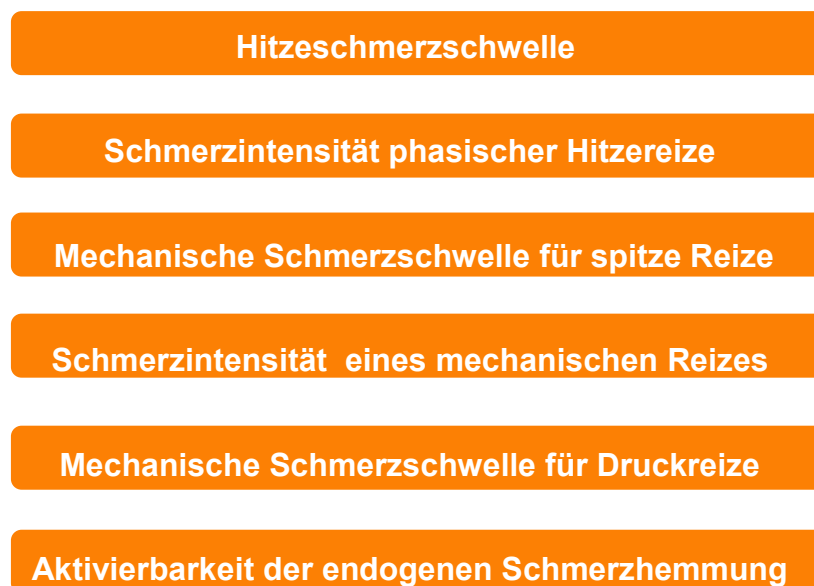 Hitzeschmerzschwelle
Schmerzintensität phasischer Hitzereize
Mechanische Schmerzschwelle für spitze Reize
Schmerzintensität eines mechanischen Reizes
Mechanische Schmerzschwelle für Druckreize
Aktivierbarkeit der endogenen Schmerzhemmung